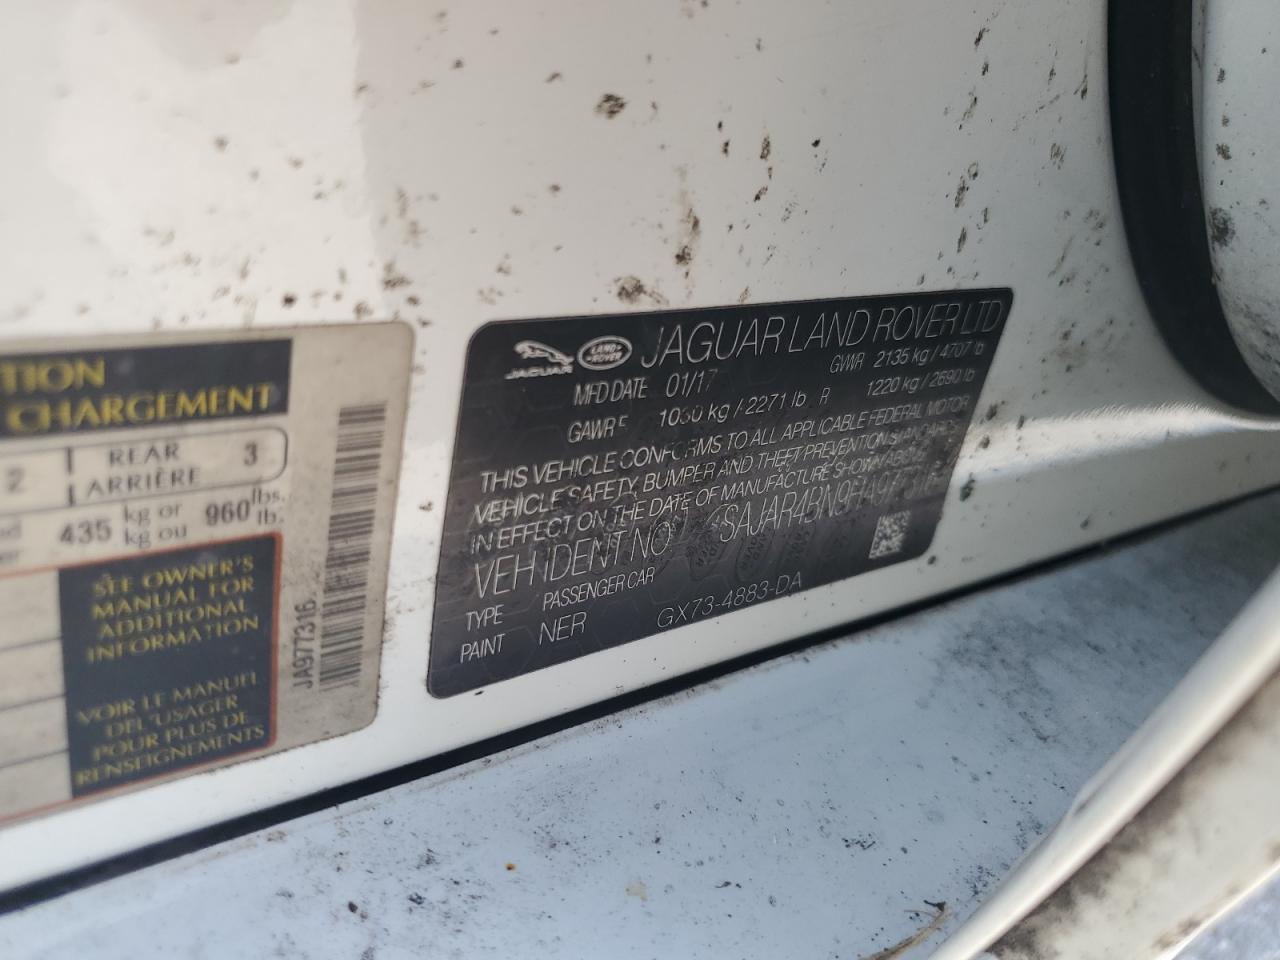 TION
CHARGEMENT
2 REAR ARRIÈRE 3
435 kg or kg ou 960 lbs. lb.
SEE OWNER'S
MANUAL FOR
ADDITIONAL
INFORMATION
VOIR LE MANUEL
DE L'USAGER
POUR PLUS DE
RENSEIGNEMENTS
JA977316
JAGUAR LAND ROVER JAGUAR LAND ROVER LTD
MFD DATE 01/17 GVWR 2135 kg / 4707 lb
GAWR F 1030 kg / 2271 lb R 1220 kg / 2690 lb
THIS VEHICLE CONFORMS TO ALL APPLICABLE FEDERAL MOTOR
VEHICLE SAFETY, BUMPER AND THEFT PREVENTION STANDARDS
IN EFFECT ON THE DATE OF MANUFACTURE SHOWN ABOVE
VEH IDENT NO
TYPE PASSENGER CAR
PAINT NER GX73-4883-DA